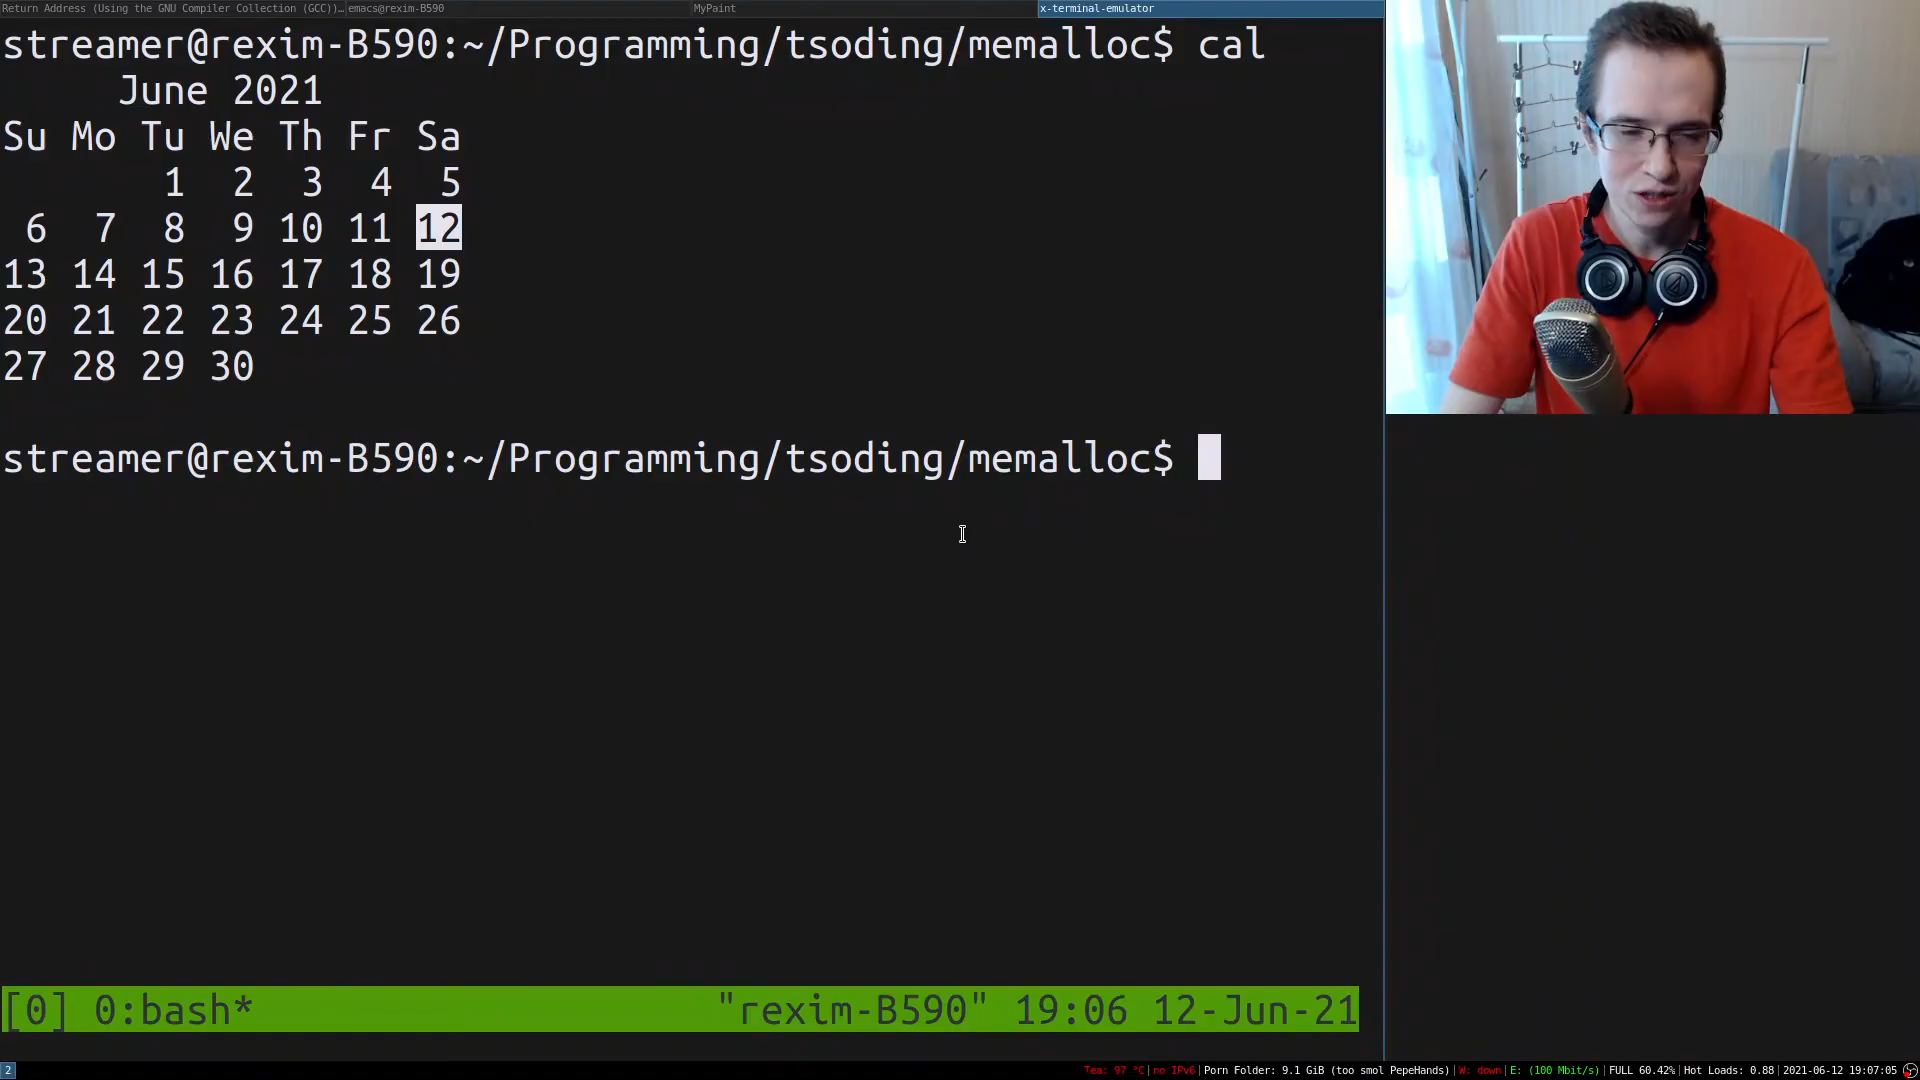 Return Address (Using the GNU Compiler Collection (GCC))… emacs@rexim-B590 MyPaint x-terminal-emulator
streamer@rexim-B590:~/Programming/tsoding/memalloc$ cal
June 2021
Su Mo Tu We Th Fr Sa
1 2 3 4 5
6 7 8 9 10 11 12
13 14 15 16 17 18 19
20 21 22 23 24 25 26
27 28 29 30
streamer@rexim-B590:~/Programming/tsoding/memalloc$
[0] 0:bash* "rexim-B590" 19:06 12-Jun-21
2 Tea: 97 °C|no IPv6|Porn Folder: 9.1 GiB (too smol PepeHands)|W: down|E: (100 Mbit/s)|FULL 60.42%|Hot Loads: 0.88|2021-06-12 19:07:05